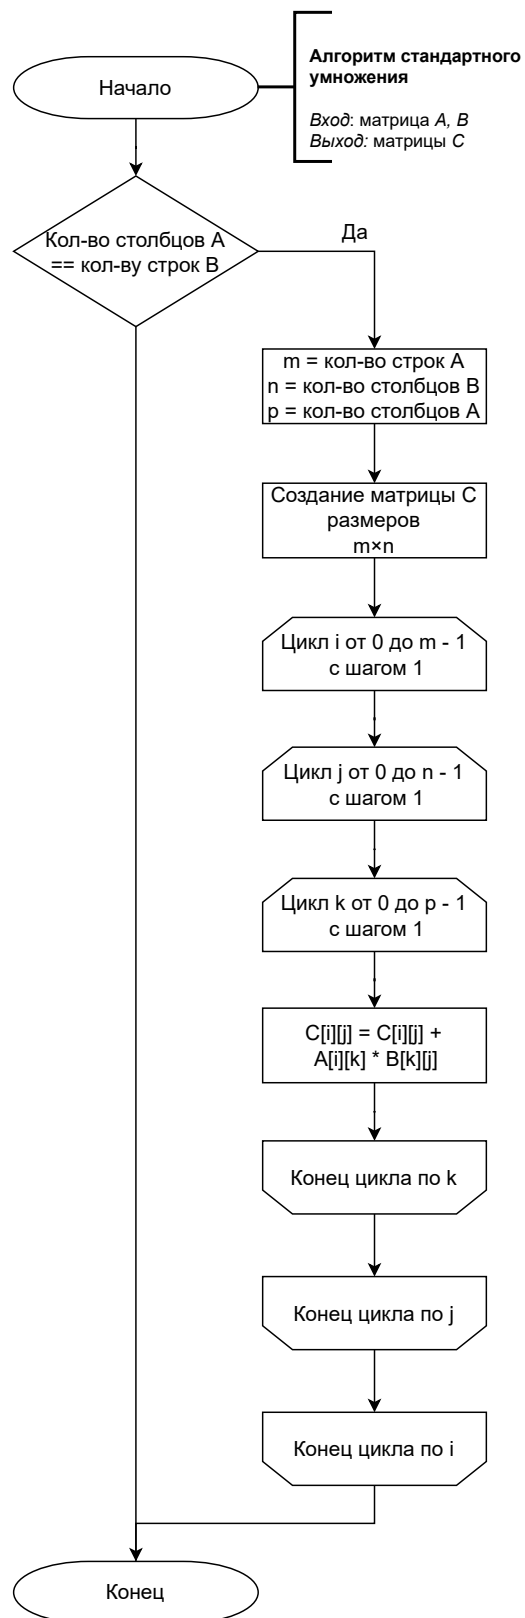 Алгоритм стандартного
умножения
Вход: матрица A, B
Выход: матрицы C
Начало
Кол-во столбцов A
== кол-ву строк B
Да
m = кол-во строк A
n = кол-во столбцов B
p = кол-во столбцов A
Создание матрицы C
размеров
m×n
Цикл i от 0 до m - 1
с шагом 1
Цикл j от 0 до n - 1
с шагом 1
Цикл k от 0 до p - 1
с шагом 1
C[i][j] = C[i][j] +
A[i][k] * B[k][j]
Конец цикла по k
Конец цикла по j
Конец цикла по i
Конец